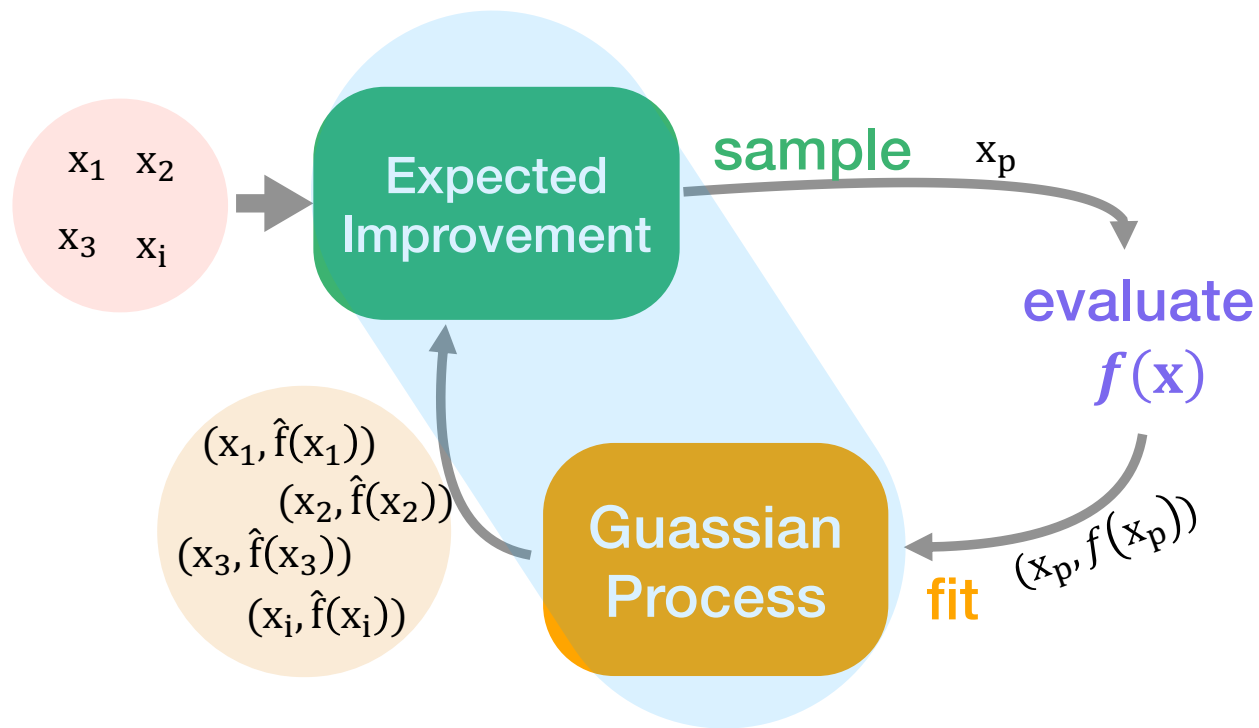 x₁ x₂
x₃ xᵢ
Expected
Improvement
sample
xₚ
evaluate
f(x)
(xₚ, f(xₚ))
fit
Guassian
Process
(x₁, f̂(x₁))
(x₂, f̂(x₂))
(x₃, f̂(x₃))
(xᵢ, f̂(xᵢ))